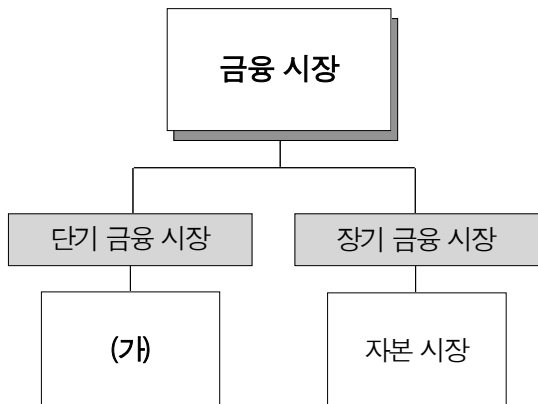 금융 시장
단기 금융 시장
장기 금융 시장
(가)
자본 시장